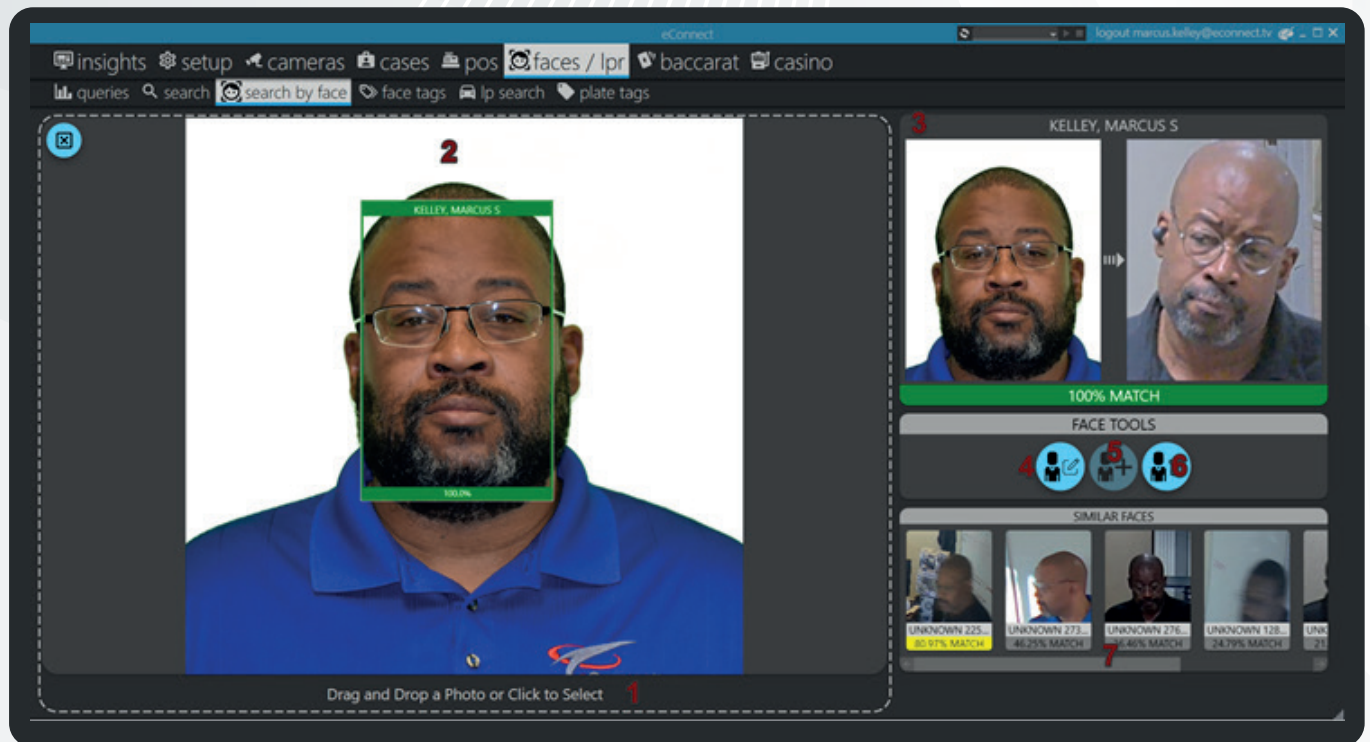 eConnect
logout marcus.kelley@econnect.tv
insights setup cameras cases pos faces / lpr baccarat casino
queries search search by face face tags lp search plate tags
2
KELLEY, MARCUS S
100.0%
Drag and Drop a Photo or Click to Select 1
3 KELLEY, MARCUS S
100% MATCH
FACE TOOLS
4 5 6
SIMILAR FACES
UNKNOWN 225... UNKNOWN 273... UNKNOWN 276... UNKNOWN 128... UNK
80.97% MATCH 46.25% MATCH MATCH 24.79% MATCH 21.
7